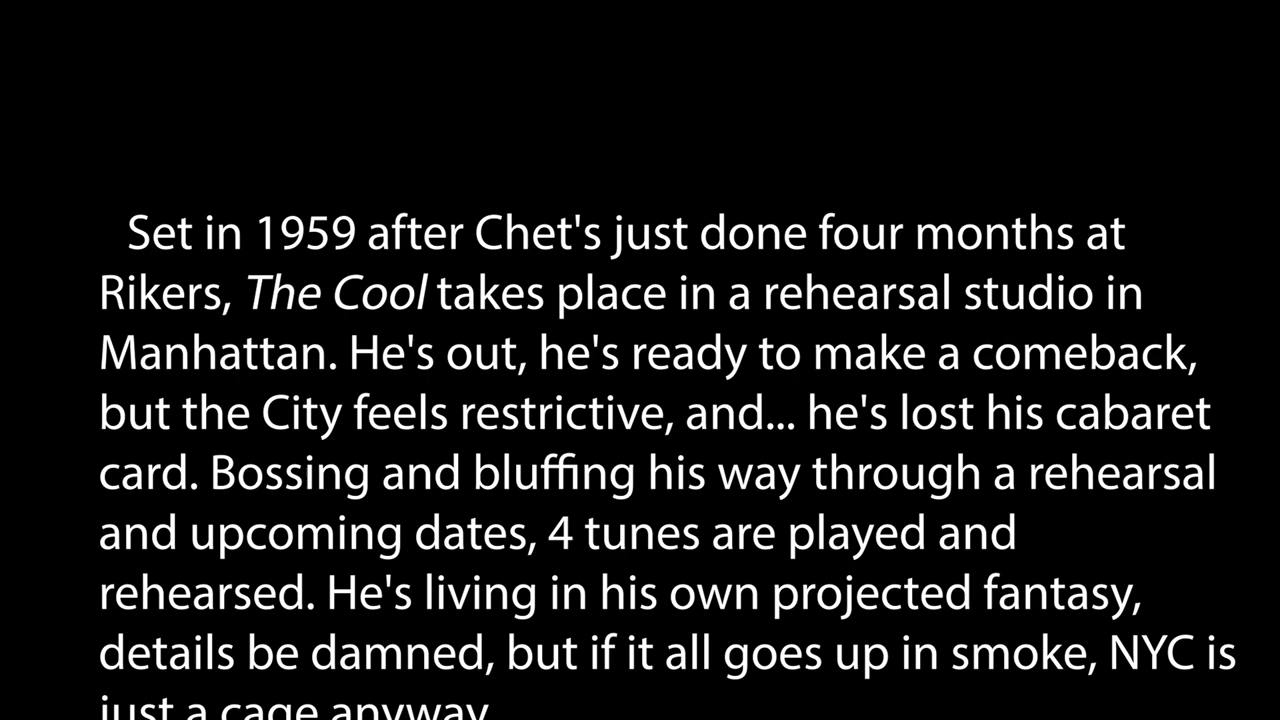 Set in 1959 after Chet's just done four months at
Rikers, The Cool takes place in a rehearsal studio in
Manhattan. He's out, he's ready to make a comeback,
but the City feels restrictive, and... he's lost his cabaret
card. Bossing and bluffing his way through a rehearsal
and upcoming dates, 4 tunes are played and
rehearsed. He's living in his own projected fantasy,
details be damned, but if it all goes up in smoke, NYC is
just a cage anyway